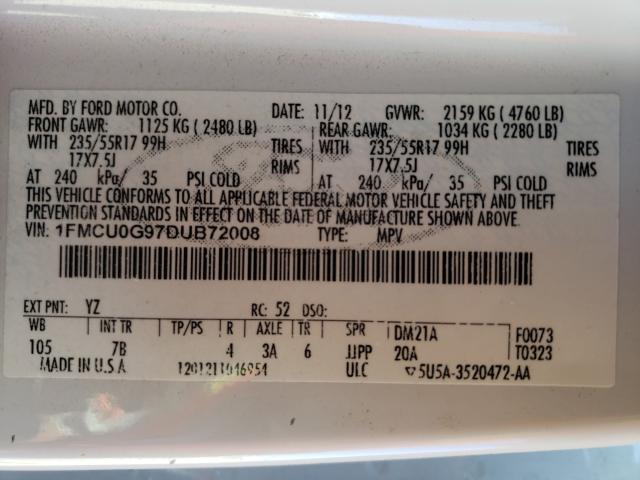 MFD. BY FORD MOTOR CO. DATE: 11/12 GVWR: 2159 KG ( 4760 LB)
FRONT GAWR: 1125 KG ( 2480 LB) REAR GAWR: 1034 KG ( 2280 LB)
WITH 235/55R17 99H TIRES WITH 235/55R17 99H TIRES
17X7.5J RIMS 17X7.5J RIMS
AT 240 kPa/ 35 PSI COLD AT 240 kPa/ 35 PSI COLD
THIS VEHICLE CONFORMS TO ALL APPLICABLE FEDERAL MOTOR VEHICLE SAFETY AND THEFT
PREVENTION STANDARDS IN EFFECT ON THE DATE OF MANUFACTURE SHOWN ABOVE.
VIN: 1FMCU0G97DUB72008 TYPE: MPV
EXT PNT: YZ RC: 52 DSO:
WB INT TR TP/PS R AXLE TR SPR DM21A F0073
105 7B 4 3A 6 JJPP 20A T0323
MADE IN U.S.A 1201211046954 ULC 5U5A-3520472-AA